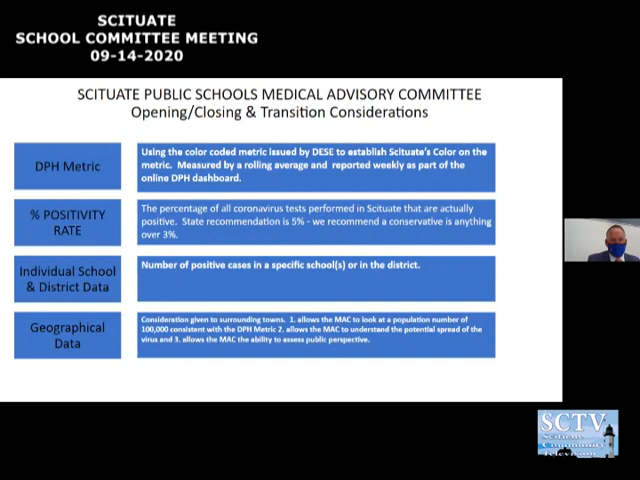 SCITUATE
SCHOOL COMMITTEE MEETING
09-14-2020
SCITUATE PUBLIC SCHOOLS MEDICAL ADVISORY COMMITTEE
Opening/Closing & Transition Considerations
DPH Metric
Using the color coded metric issued by DESE to establish Scituate's Color on the
metric. Measured by a rolling average and reported weekly as part of the
online DPH dashboard.
% POSITIVITY
RATE
The percentage of all coronavirus tests performed in Scituate that are actually
positive. State recommendation is 5% - we recommend a conservative is anything
over 3%.
Individual School
& District Data
Number of positive cases in a specific school(s) or in the district.
Geographical
Data
Consideration given to surrounding towns. 1. allows the MAC to look at a population number of
100,000 consistent with the DPH Metric 2. allows the MAC to understand the potential spread of the
virus and 3. allows the MAC the ability to assess public perspective.
SCTV
Scituate
Community
Television